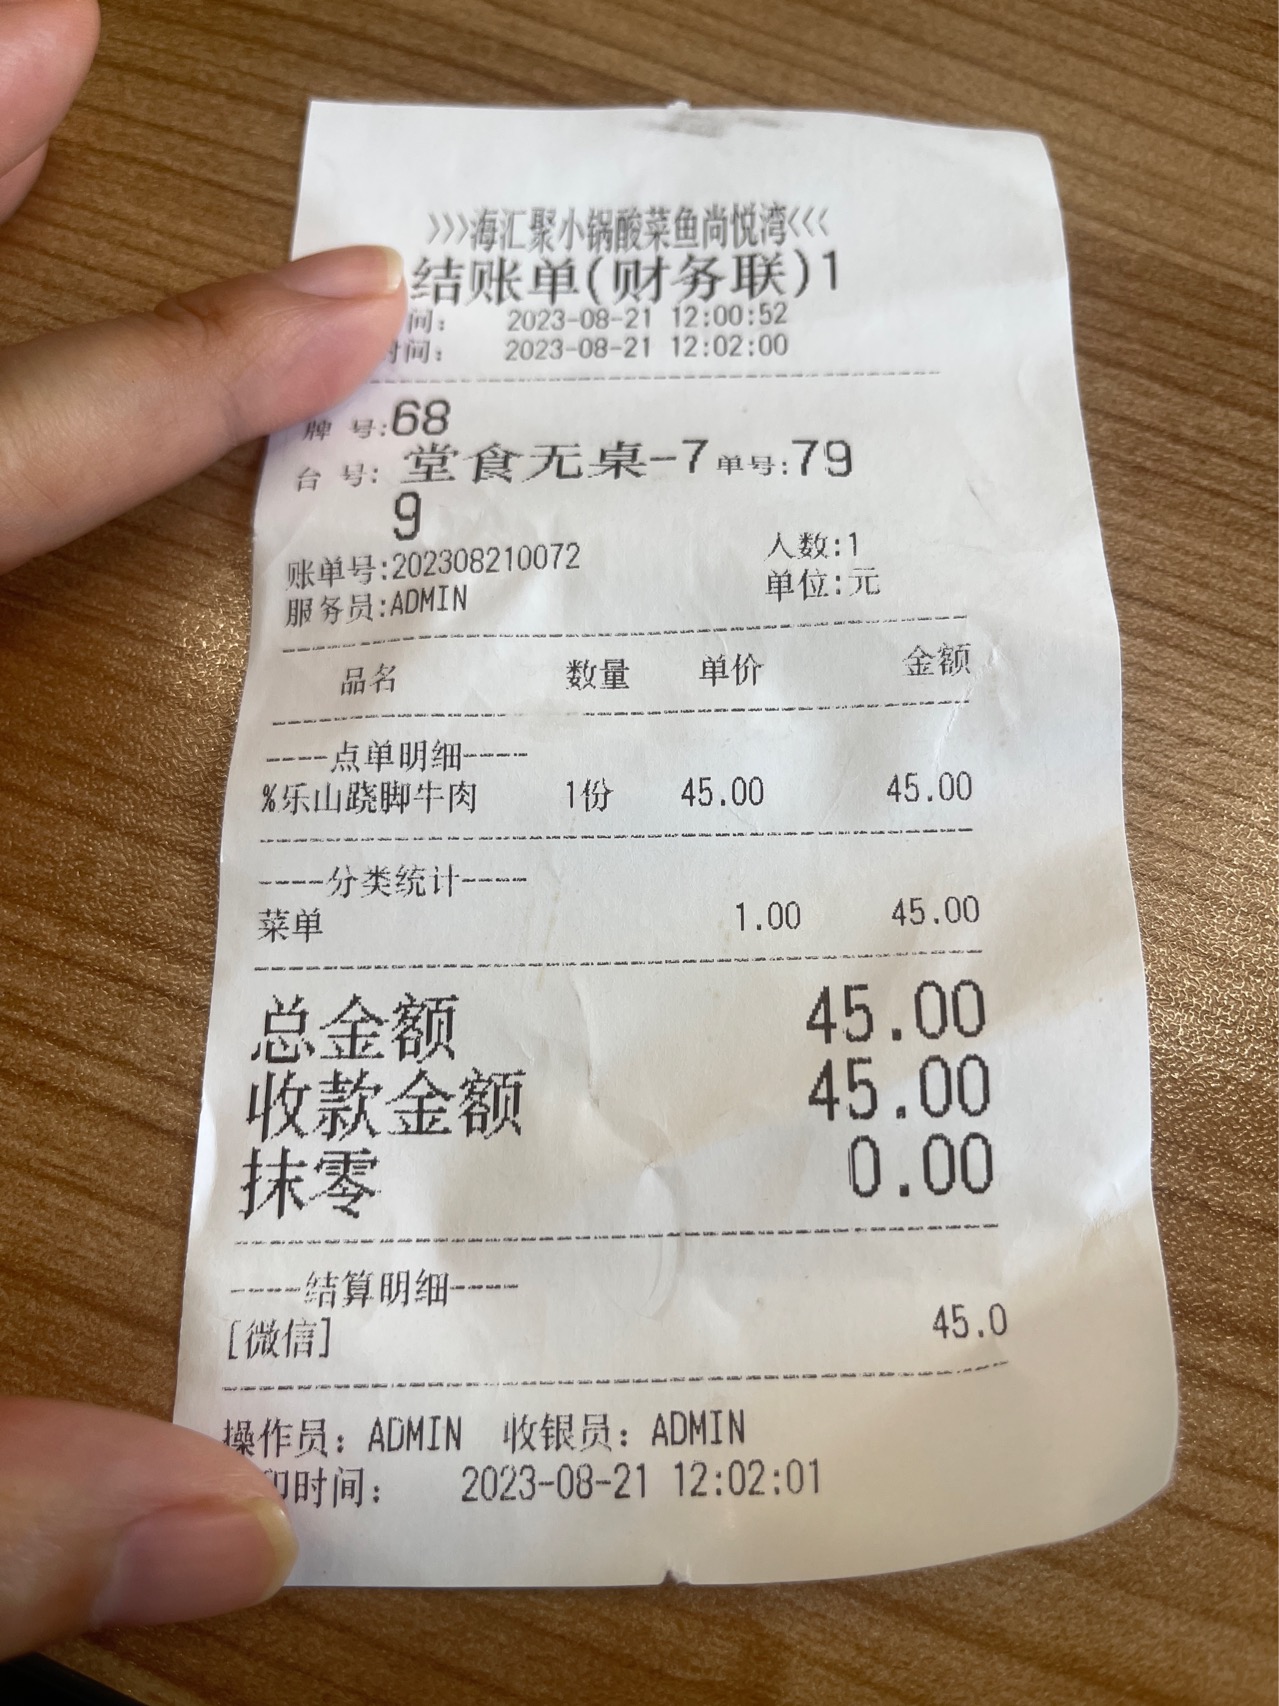 >>>海汇聚小锅酸菜鱼尚悦湾<<<
结账单(财务联)1
间： 2023-08-21 12:00:52
时间： 2023-08-21 12:02:00
牌 号:68
台 号: 堂食无桌-7 单号:79
9
账单号:202308210072 人数:1
服务员:ADMIN 单位:元
品名 数量 单价 金额
----点单明细----
%乐山跷脚牛肉 1份 45.00 45.00
----分类统计----
菜单 1.00 45.00
总金额 45.00
收款金额 45.00
抹零 0.00
----结算明细----
[微信] 45.0
操作员：ADMIN 收银员：ADMIN
印时间： 2023-08-21 12:02:01